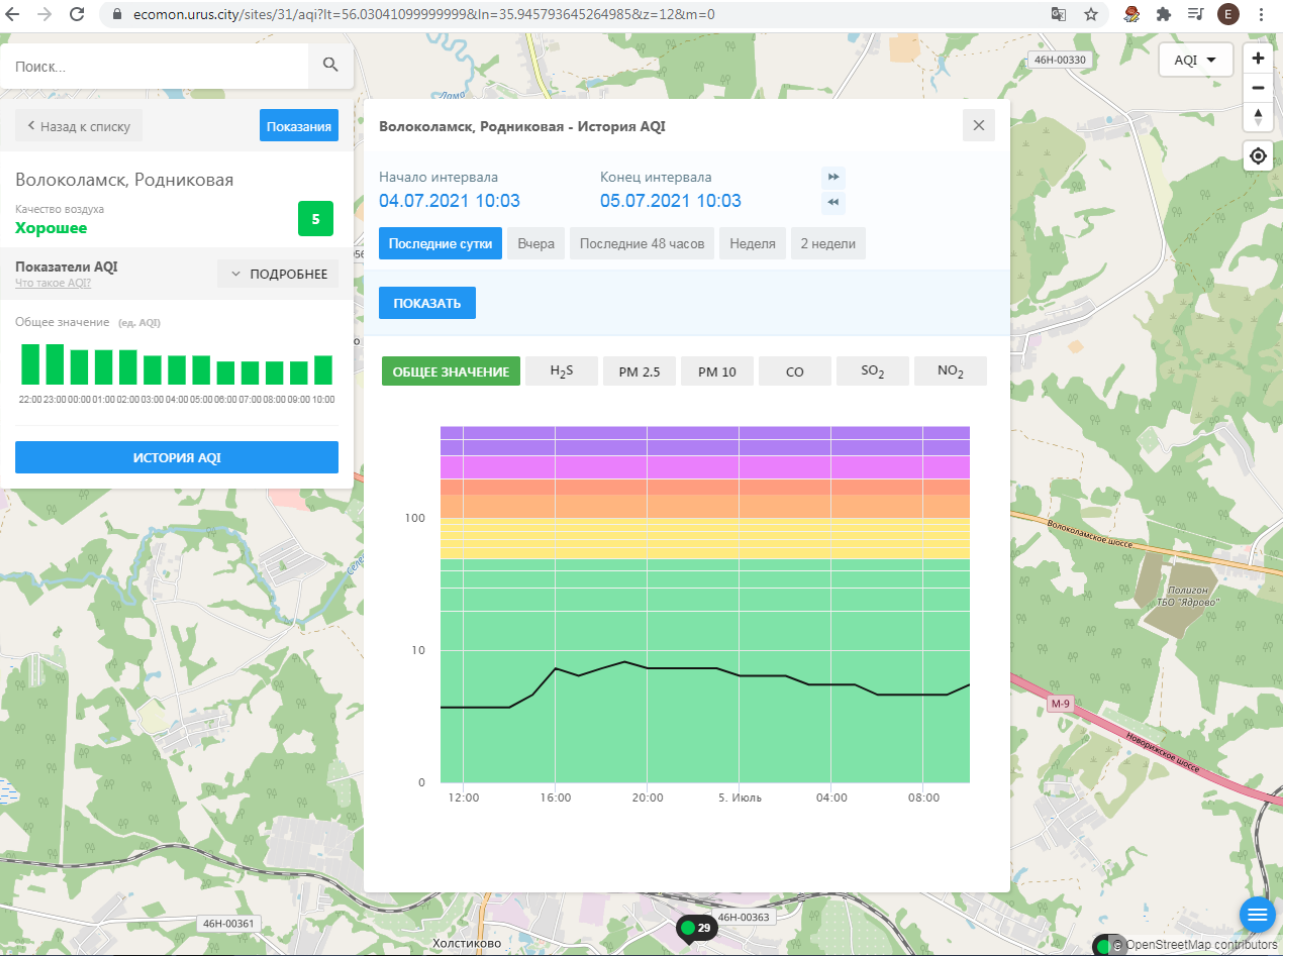 ecomon.urus.city/sites/31/aqi?lt=56.03041099999999&ln=35.945793645264985&z=12&m=0
E
Поиск...
46Н-00330
AQI
Назад к списку
Показания
Волоколамск, Родниковая - История AQI
Волоколамск, Родниковая
Качество воздуха
Хорошее
5
Начало интервала
Конец интервала
04.07.2021 10:03
05.07.2021 10:03
Последние сутки
Вчера
Последние 48 часов
Неделя
2 недели
Показатели AQI
Что такое AQI?
ПОДРОБНЕЕ
ПОКАЗАТЬ
Общее значение (ед. AQI)
22:00 23:00 00:00 01:00 02:00 03:00 04:00 05:00 06:00 07:00 08:00 09:00 10:00
ИСТОРИЯ AQI
ОБЩЕЕ ЗНАЧЕНИЕ
H₂S
PM 2.5
PM 10
CO
SO₂
NO₂
100
10
0
12:00
16:00
20:00
5. Июль
04:00
08:00
Волоколамское шоссе
Полигон
ТБО "Ядрово"
М-9
Новорижское шоссе
Лама
46Н-00361
46Н-00363
29
Холстиково
© OpenStreetMap contributors